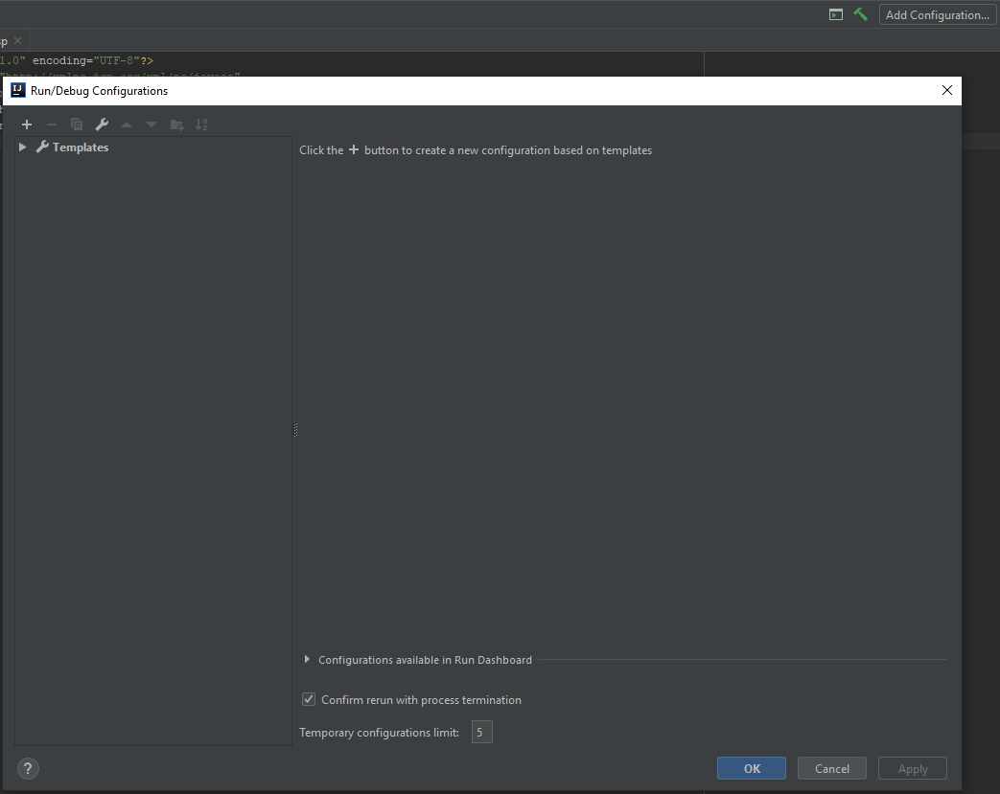 Add Configuration...
sp
1.0" encoding="UTF-8"?>
Run/Debug Configurations
Templates
Click the + button to create a new configuration based on templates
Configurations available in Run Dashboard
Confirm rerun with process termination
Temporary configurations limit: 5
?
OK Cancel Apply